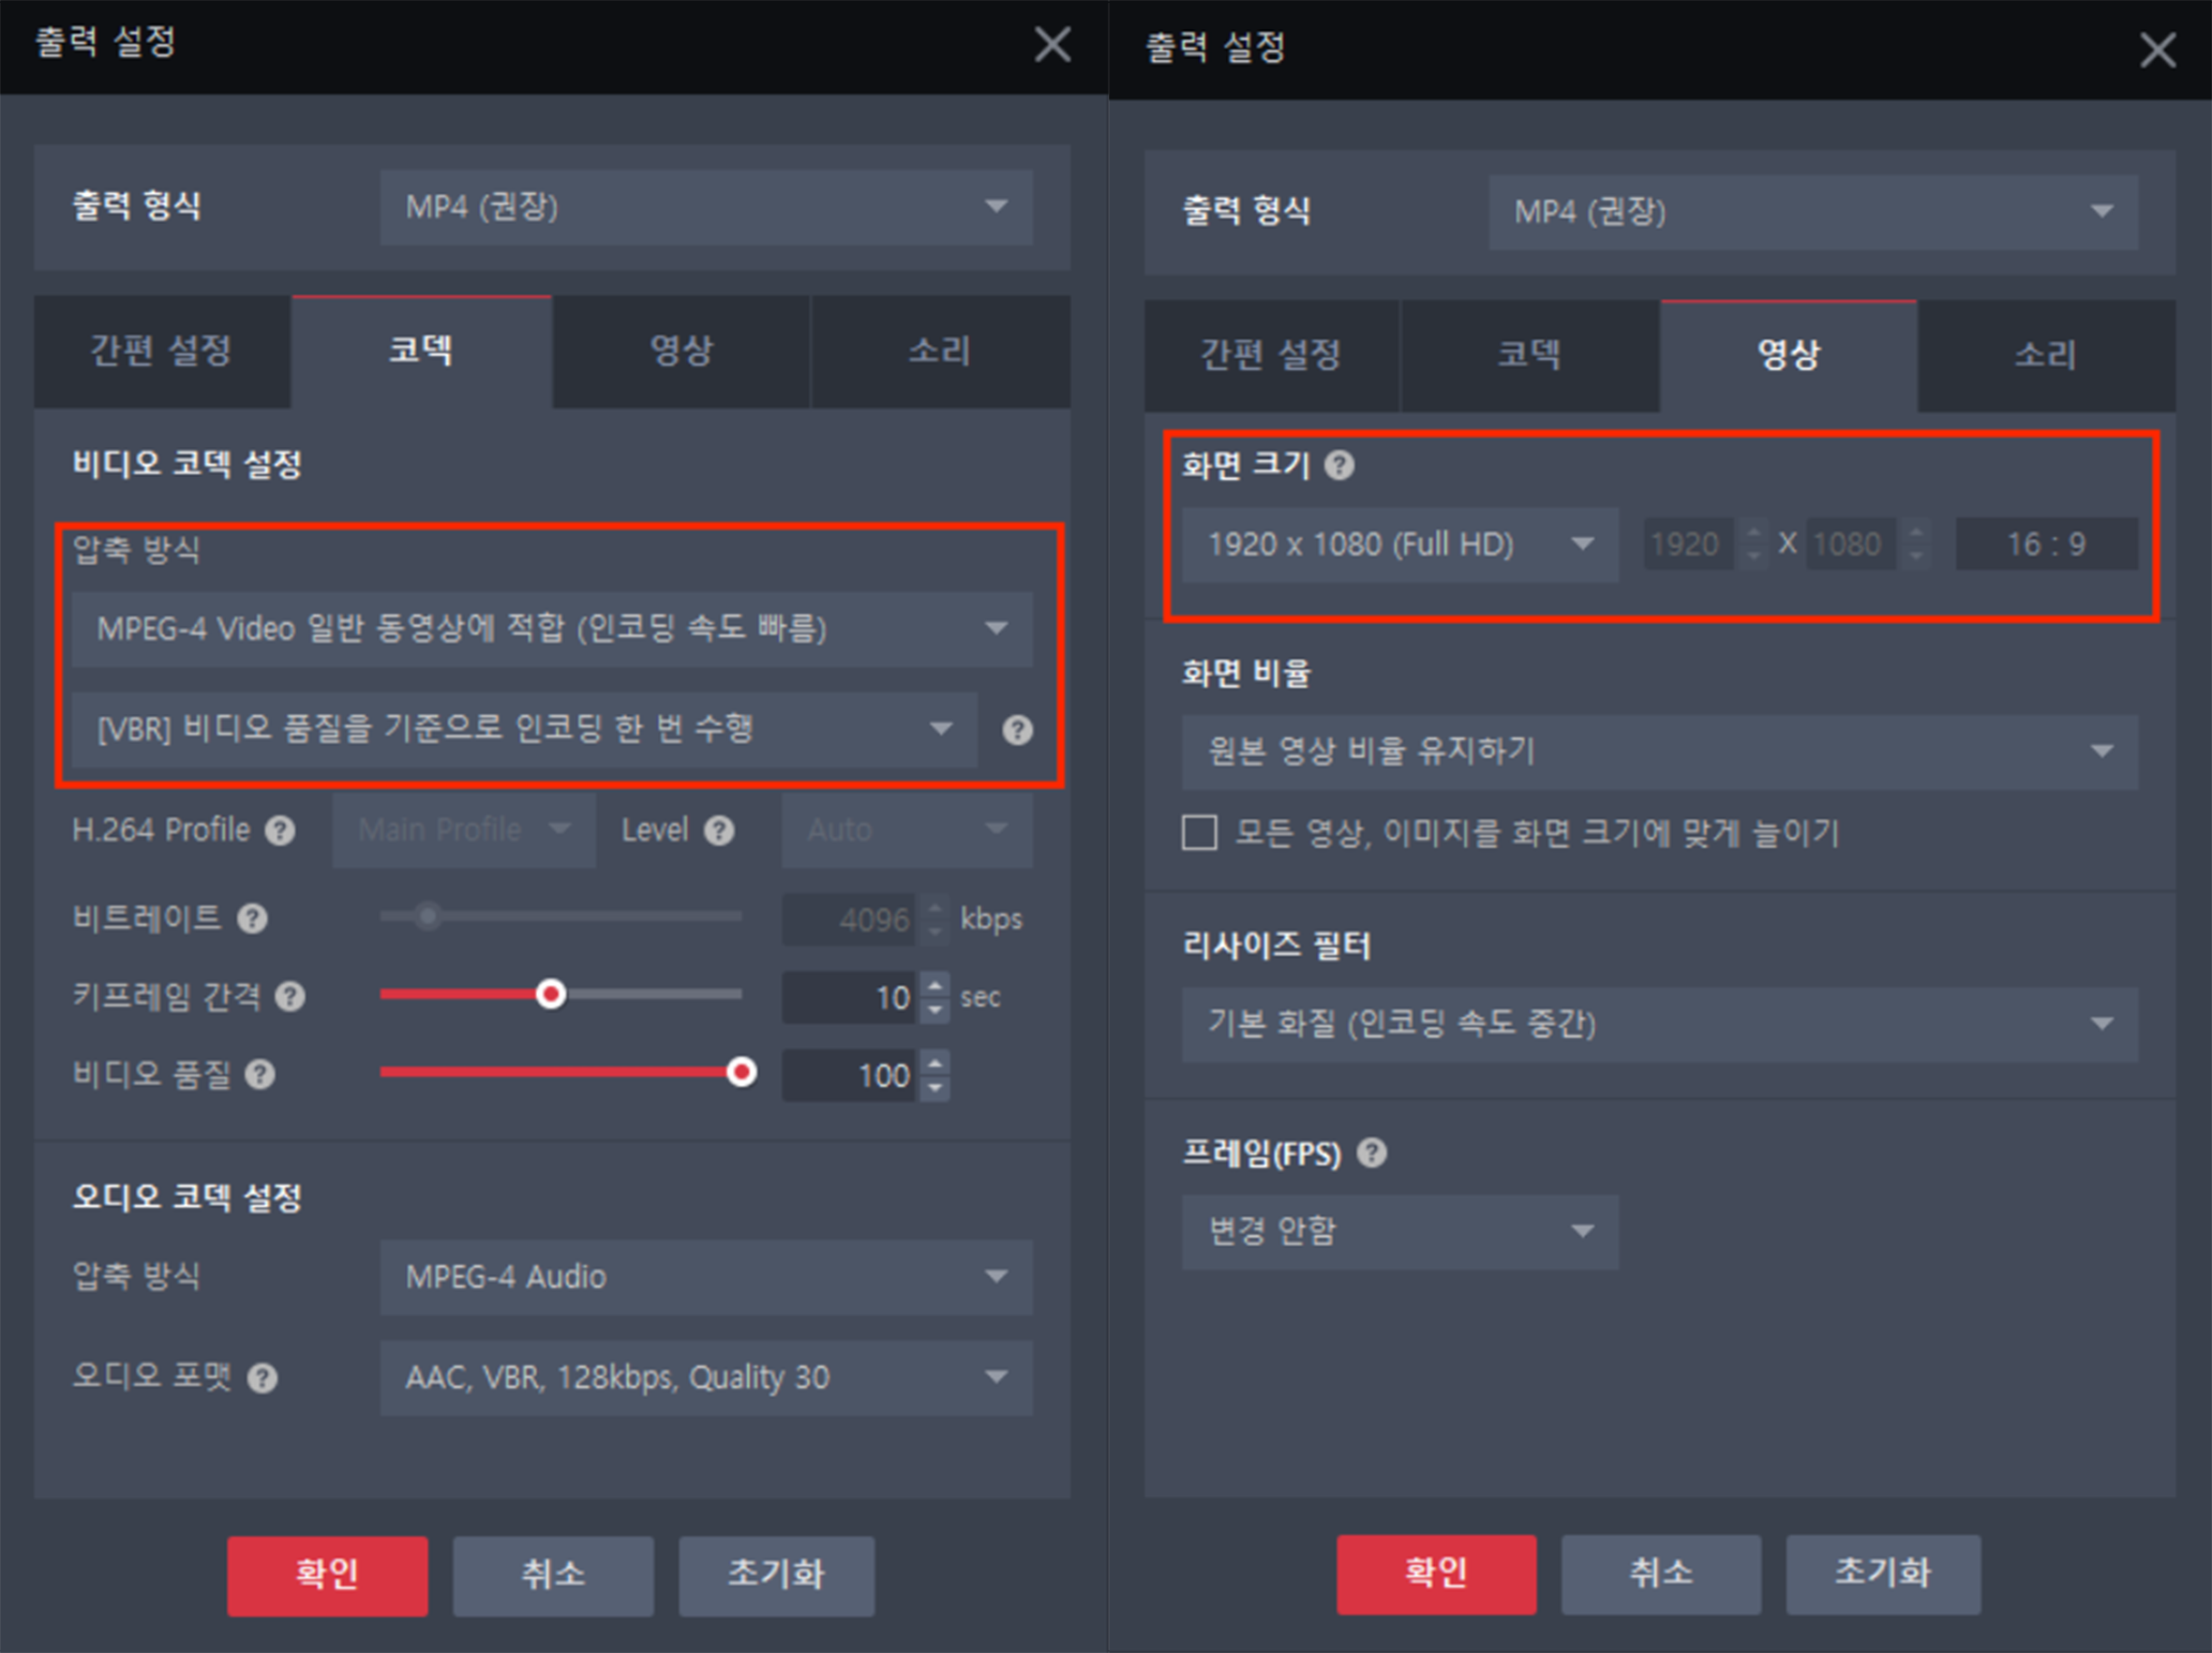 출력 설정
출력 형식
MP4 (권장)
간편 설정
코덱
영상
소리
비디오 코덱 설정
압축 방식
MPEG-4 Video 일반 동영상에 적합 (인코딩 속도 빠름)
[VBR] 비디오 품질을 기준으로 인코딩 한 번 수행
H.264 Profile
Main Profile
Level
Auto
비트레이트
4096
kbps
키프레임 간격
10
sec
비디오 품질
100
오디오 코덱 설정
압축 방식
MPEG-4 Audio
오디오 포맷
AAC, VBR, 128kbps, Quality 30
확인
취소
초기화
출력 설정
출력 형식
MP4 (권장)
간편 설정
코덱
영상
소리
화면 크기
1920 x 1080 (Full HD)
1920 X 1080
16 : 9
화면 비율
원본 영상 비율 유지하기
모든 영상, 이미지를 화면 크기에 맞게 늘이기
리사이즈 필터
기본 화질 (인코딩 속도 중간)
프레임(FPS)
변경 안함
확인
취소
초기화